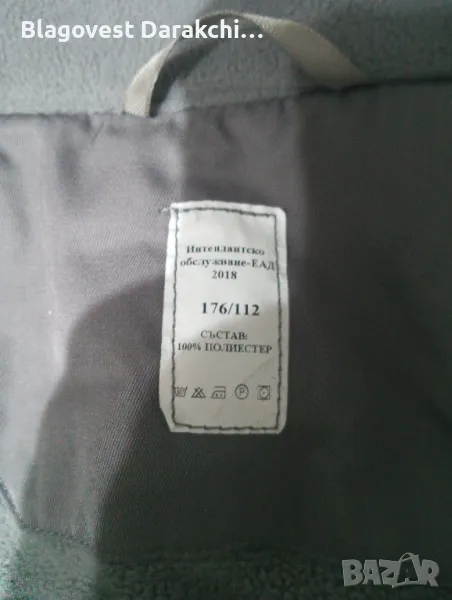 Blagovest Darakchi...
Интендантско
обслужване-ЕАД
2018
176/112
СЪСТАВ:
100% ПОЛИЕСТЕР
P
BAZAR